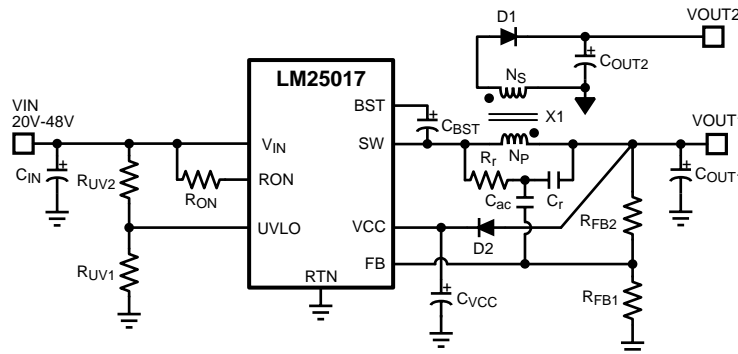 D1
VOUT2
COUT2
NS
LM25017
VIN
20V-48V
BST
CBST
X1
VOUT1
VIN
SW
NP
CIN
RUV2
RON
RON
Rr
Cr
COUT1
Cac
UVLO
VCC
D2
RFB2
RUV1
FB
RTN
CVCC
RFB1